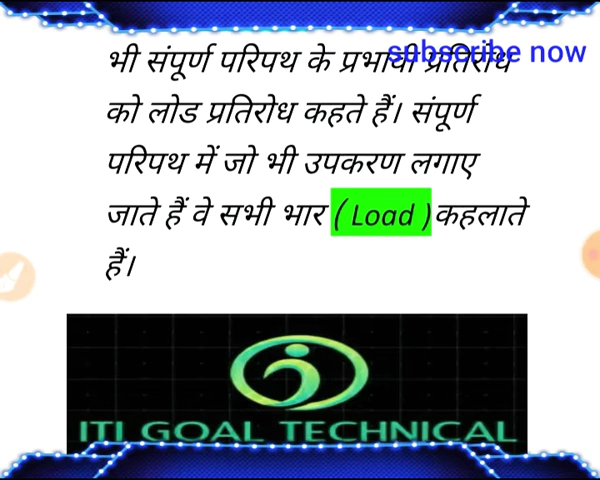 subscribe now
भी संपूर्ण परिपथ के प्रभावी प्रतिरोध
को लोड प्रतिरोध कहते हैं। संपूर्ण
परिपथ में जो भी उपकरण लगाए
जाते हैं वे सभी भार ( Load ) कहलाते
हैं।
ITI GOAL TECHNICAL